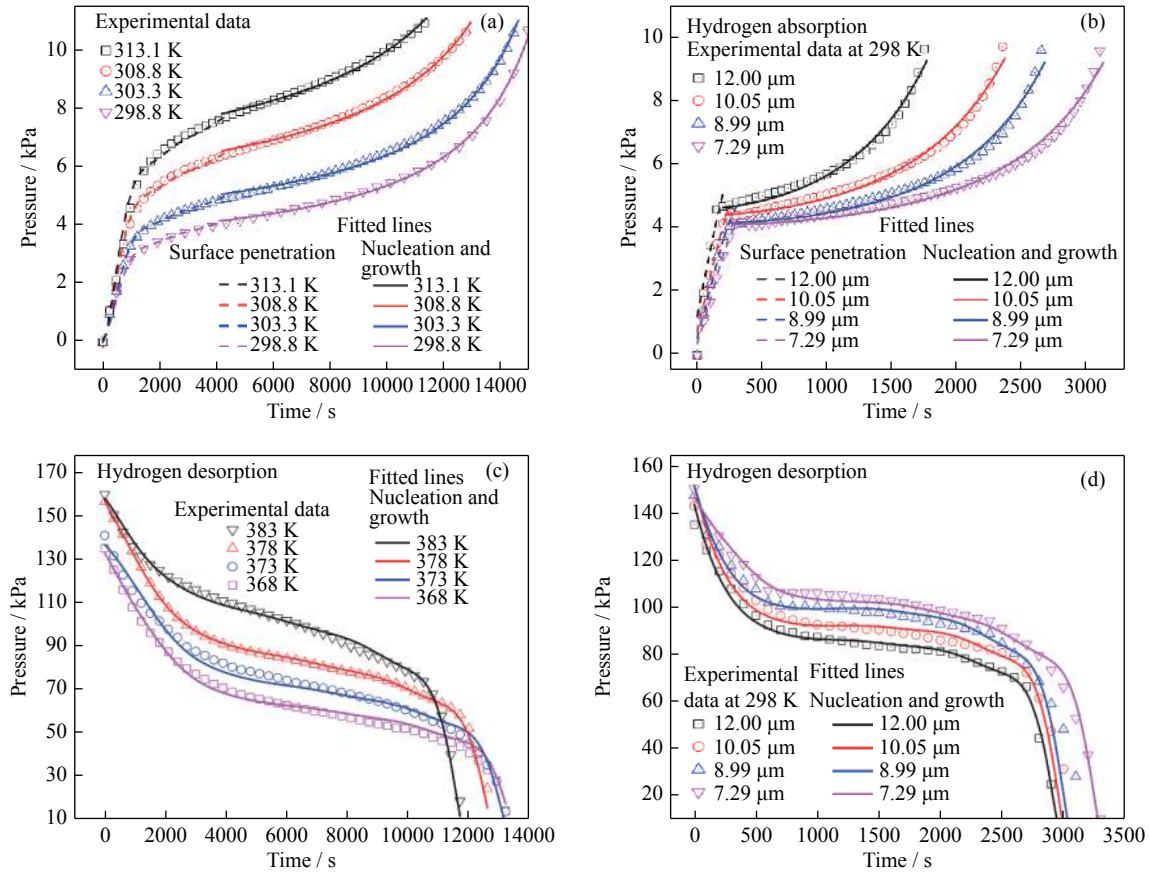 (a)
Experimental data
313.1 K
308.8 K
303.3 K
298.8 K
Fitted lines
Surface penetration
Nucleation and
growth
313.1 K
308.8 K
303.3 K
298.8 K
313.1 K
308.8 K
303.3 K
298.8 K
10
8
6
4
2
0
Pressure / kPa
0 2000 4000 6000 8000 10000 12000 14000
Time / s
(b)
Hydrogen absorption
Experimental data at 298 K
12.00 μm
10.05 μm
8.99 μm
7.29 μm
Fitted lines
Surface penetration
Nucleation and growth
12.00 μm
10.05 μm
8.99 μm
7.29 μm
12.00 μm
10.05 μm
8.99 μm
7.29 μm
10
8
6
4
2
0
Pressure / kPa
0 500 1000 1500 2000 2500 3000
Time / s
Hydrogen desorption
(c)
Experimental data
383 K
378 K
373 K
368 K
Fitted lines
Nucleation and
growth
383 K
378 K
373 K
368 K
170
150
130
110
90
70
50
30
10
Pressure / kPa
0 2000 4000 6000 8000 10000 12000 14000
Time / s
Hydrogen desorption
(d)
Experimental
data at 298 K
12.00 μm
10.05 μm
8.99 μm
7.29 μm
Fitted lines
Nucleation and growth
12.00 μm
10.05 μm
8.99 μm
7.29 μm
160
140
120
100
80
60
40
20
Pressure / kPa
0 500 1000 1500 2000 2500 3000 3500
Time / s